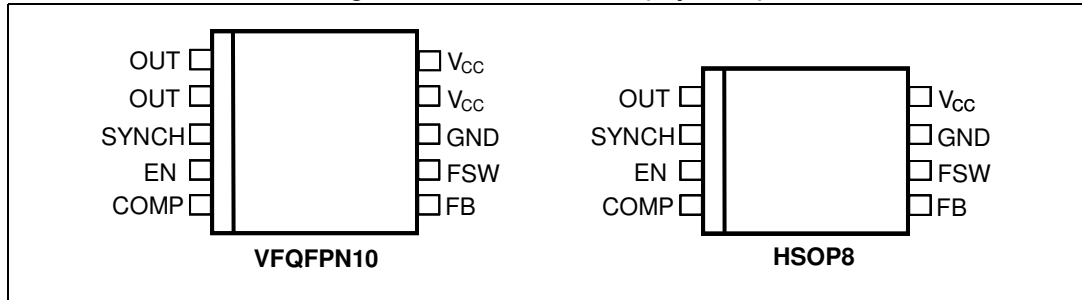 OUT
OUT
SYNCH
EN
COMP
VCC
VCC
GND
FSW
FB
VFQFPN10
OUT
SYNCH
EN
COMP
VCC
GND
FSW
FB
HSOP8